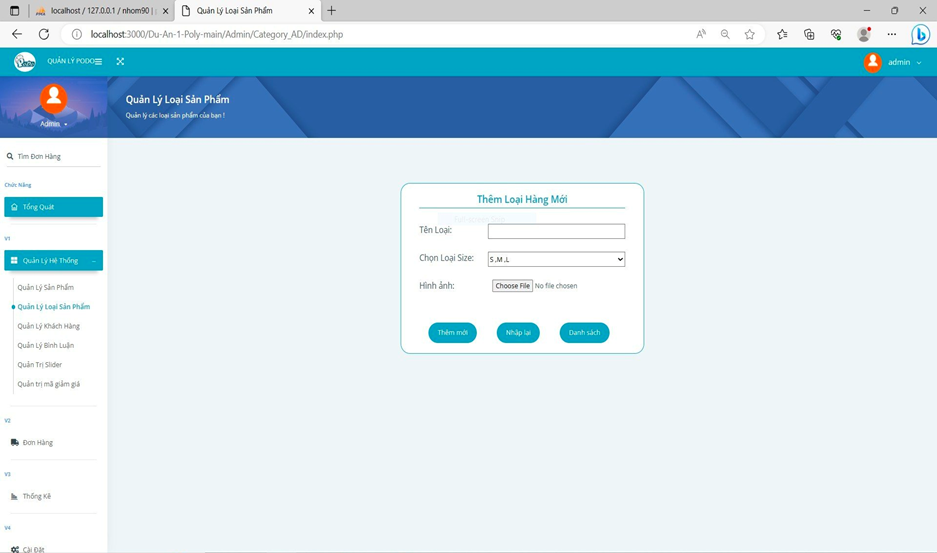 localhost / 127.0.0.1 / nhom90 | p
Quản Lý Loại Sản Phẩm
localhost:3000/Du-An-1-Poly-main/Admin/Category_AD/index.php
QUẢN LÝ PODO
admin
Admin
Quản Lý Loại Sản Phẩm
Quản lý các loại sản phẩm của bạn !
Tìm Đơn Hàng
Chức Năng
Tổng Quát
V1
Quản Lý Hệ Thống
Quản Lý Sản Phẩm
Quản Lý Loại Sản Phẩm
Quản Lý Khách Hàng
Quản Lý Bình Luận
Quản Trị Slider
Quản trị mã giảm giá
V2
Đơn Hàng
V3
Thống Kê
V4
Cài Đặt
Thêm Loại Hàng Mới
Tên Loại:
Chọn Loại Size: S ,M ,L
Hình ảnh: Choose File No file chosen
Thêm mới Nhập lại Danh sách